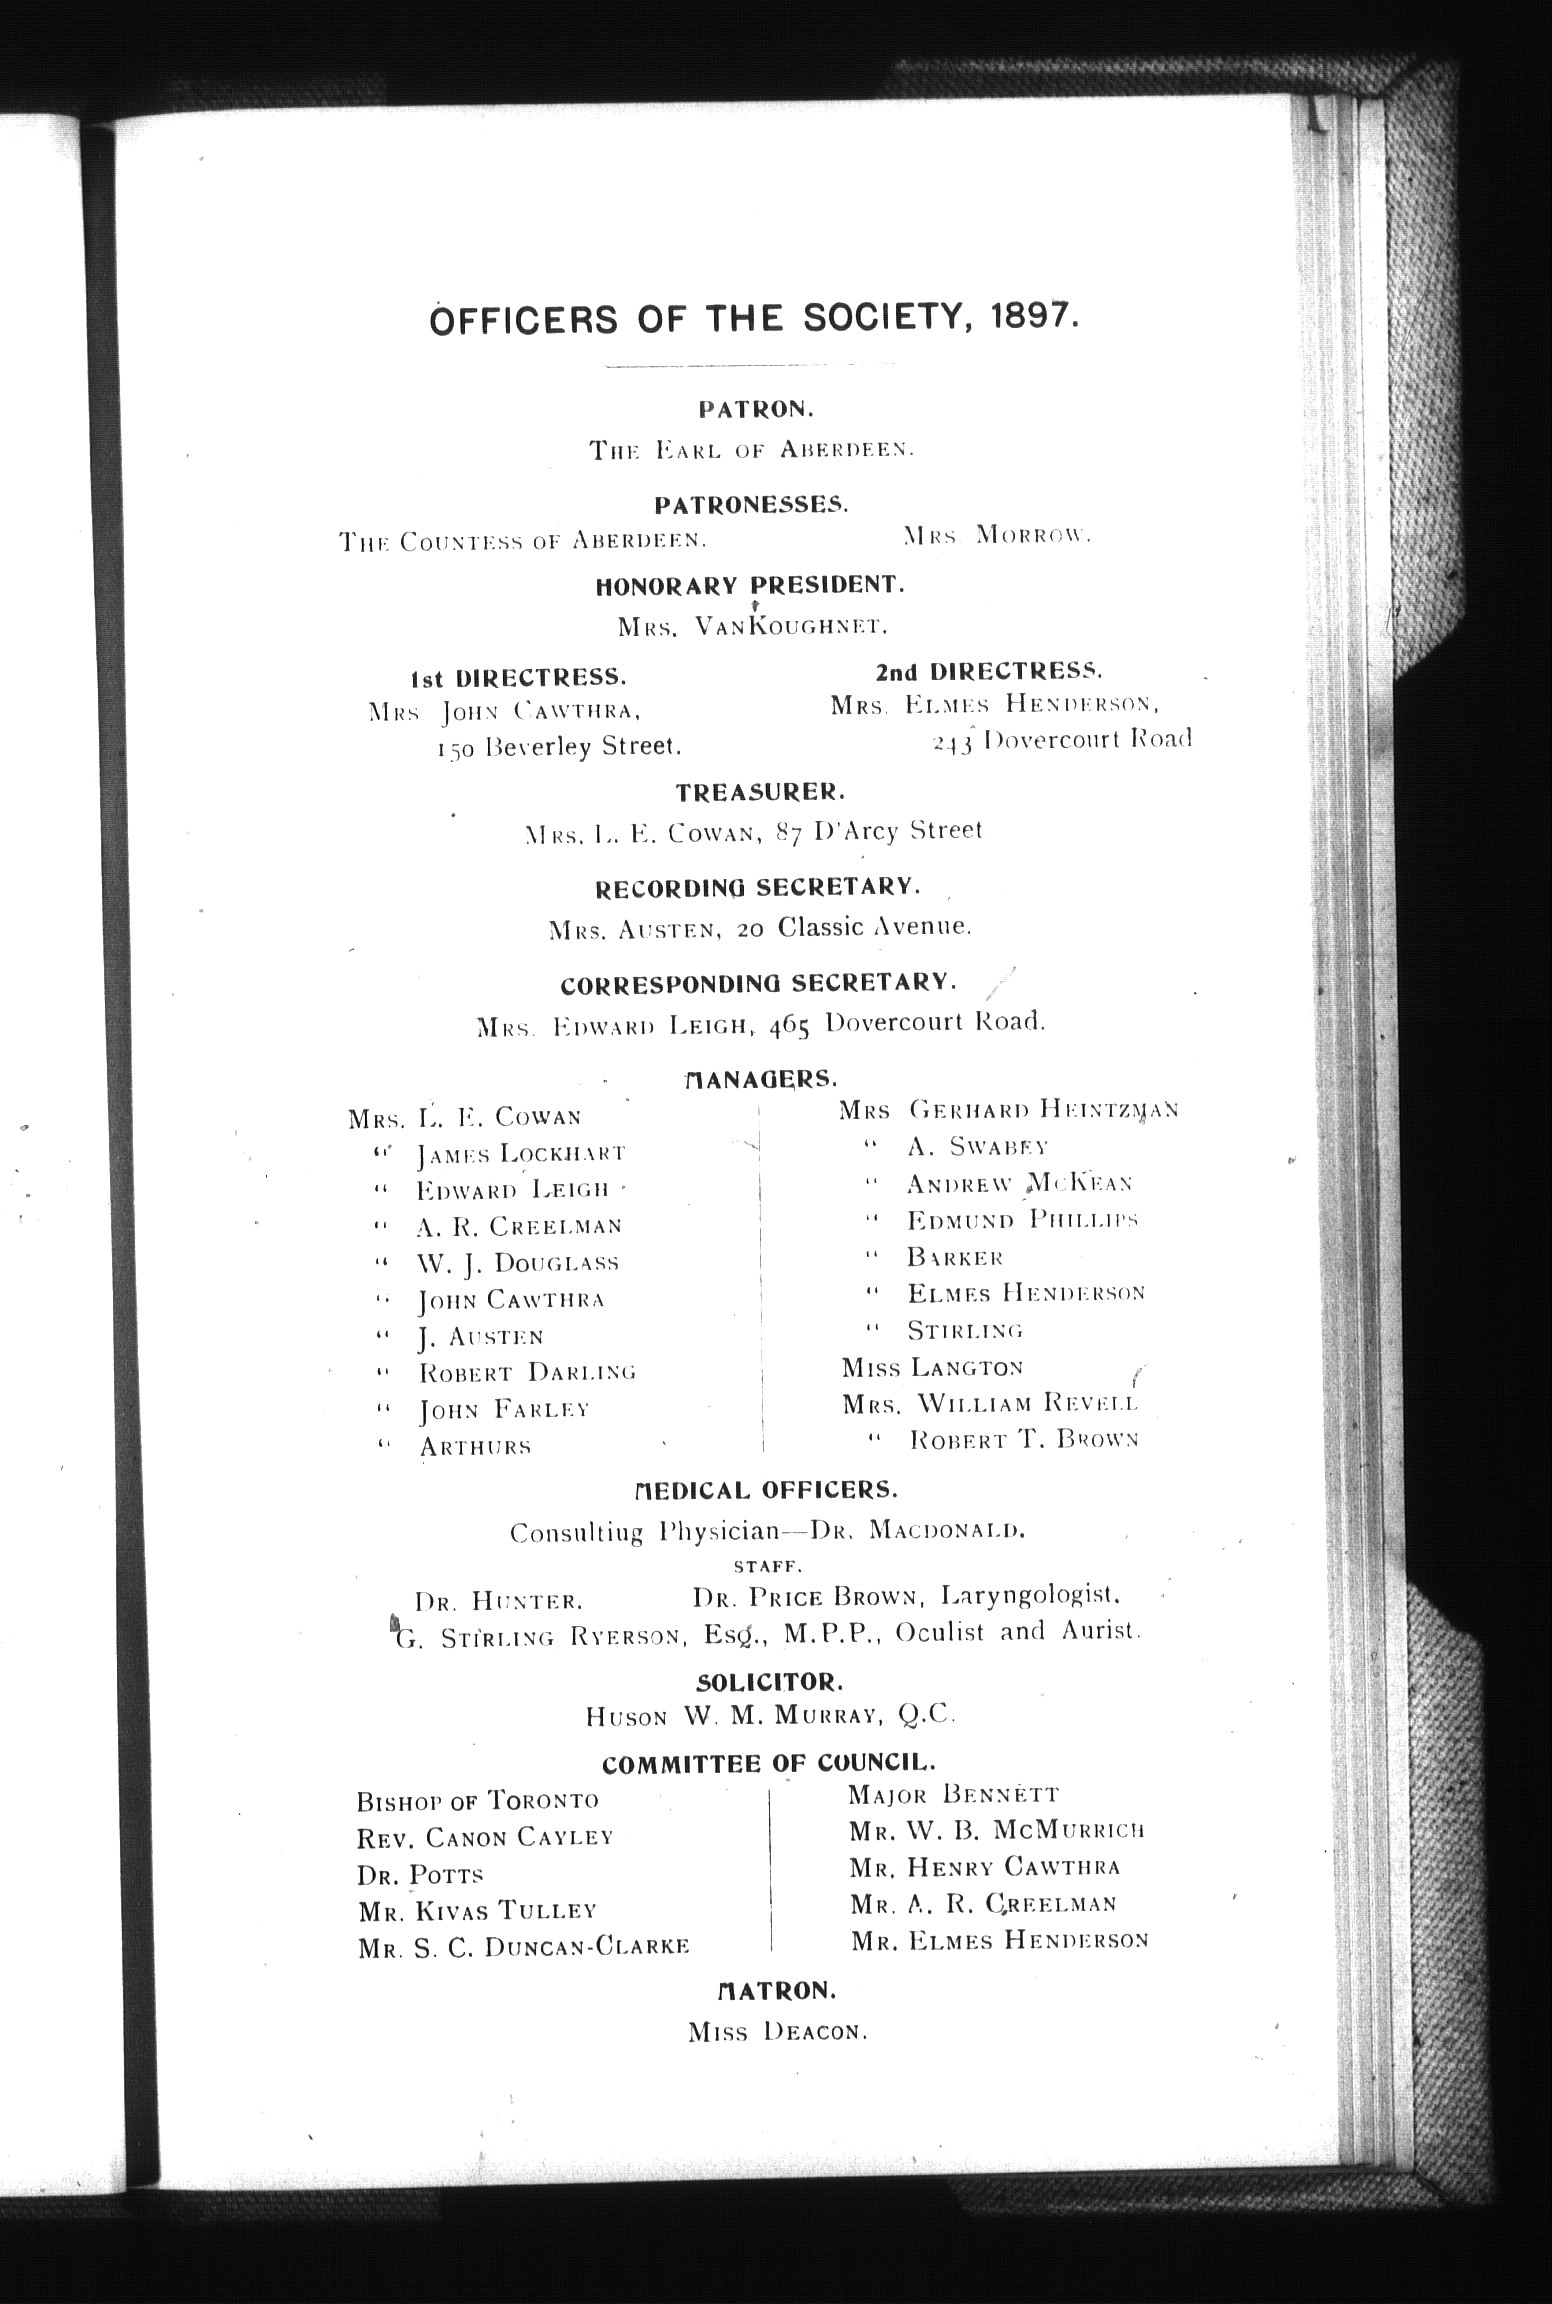 OFFICERS OF THE SOCIETY, 1897.
PATRON.
THE EARL OF ABERDEEN.
PATRONESSES.
THE COUNTESS OF ABERDEEN. MRS MORROW.
HONORARY PRESIDENT.
MRS. VANKOUGHNET.
1st DIRECTRESS. 2nd DIRECTRESS.
MRS JOHN CAWTHRA, MRS. ELMES HENDERSON,
150 Beverley Street. 243 Dovercourt Road
TREASURER.
MRS. L. E. COWAN, 87 D'Arcy Street
RECORDING SECRETARY.
MRS. AUSTEN, 20 Classic Avenue.
CORRESPONDING SECRETARY.
MRS. EDWARD LEIGH, 465 Dovercourt Road.
MANAGERS.
MRS. L. E. COWAN
“ JAMES LOCKHART
“ EDWARD LEIGH
“ A. R. CREELMAN
“ W. J. DOUGLASS
“ JOHN CAWTHRA
“ J. AUSTEN
“ ROBERT DARLING
“ JOHN FARLEY
“ ARTHURS
MRS GERHARD HEINTZMAN
“ A. SWABEY
“ ANDREW MCKEAN
“ EDMUND PHILLIPS
“ BARKER
“ ELMES HENDERSON
“ STIRLING
MISS LANGTON
MRS. WILLIAM REVELL
“ ROBERT T. BROWN
MEDICAL OFFICERS.
Consultiug Physician—DR. MACDONALD.
STAFF.
DR. HUNTER. DR. PRICE BROWN, Laryngologist.
G. STIRLING RYERSON, Esq., M.P.P., Oculist and Aurist.
SOLICITOR.
HUSON W. M. MURRAY, Q.C.
COMMITTEE OF COUNCIL.
BISHOP OF TORONTO
REV. CANON CAYLEY
DR. POTTS
MR. KIVAS TULLEY
MR. S. C. DUNCAN-CLARKE
MAJOR BENNETT
MR. W. B. MCMURRICH
MR. HENRY CAWTHRA
MR. A. R. CREELMAN
MR. ELMES HENDERSON
MATRON.
MISS DEACON.